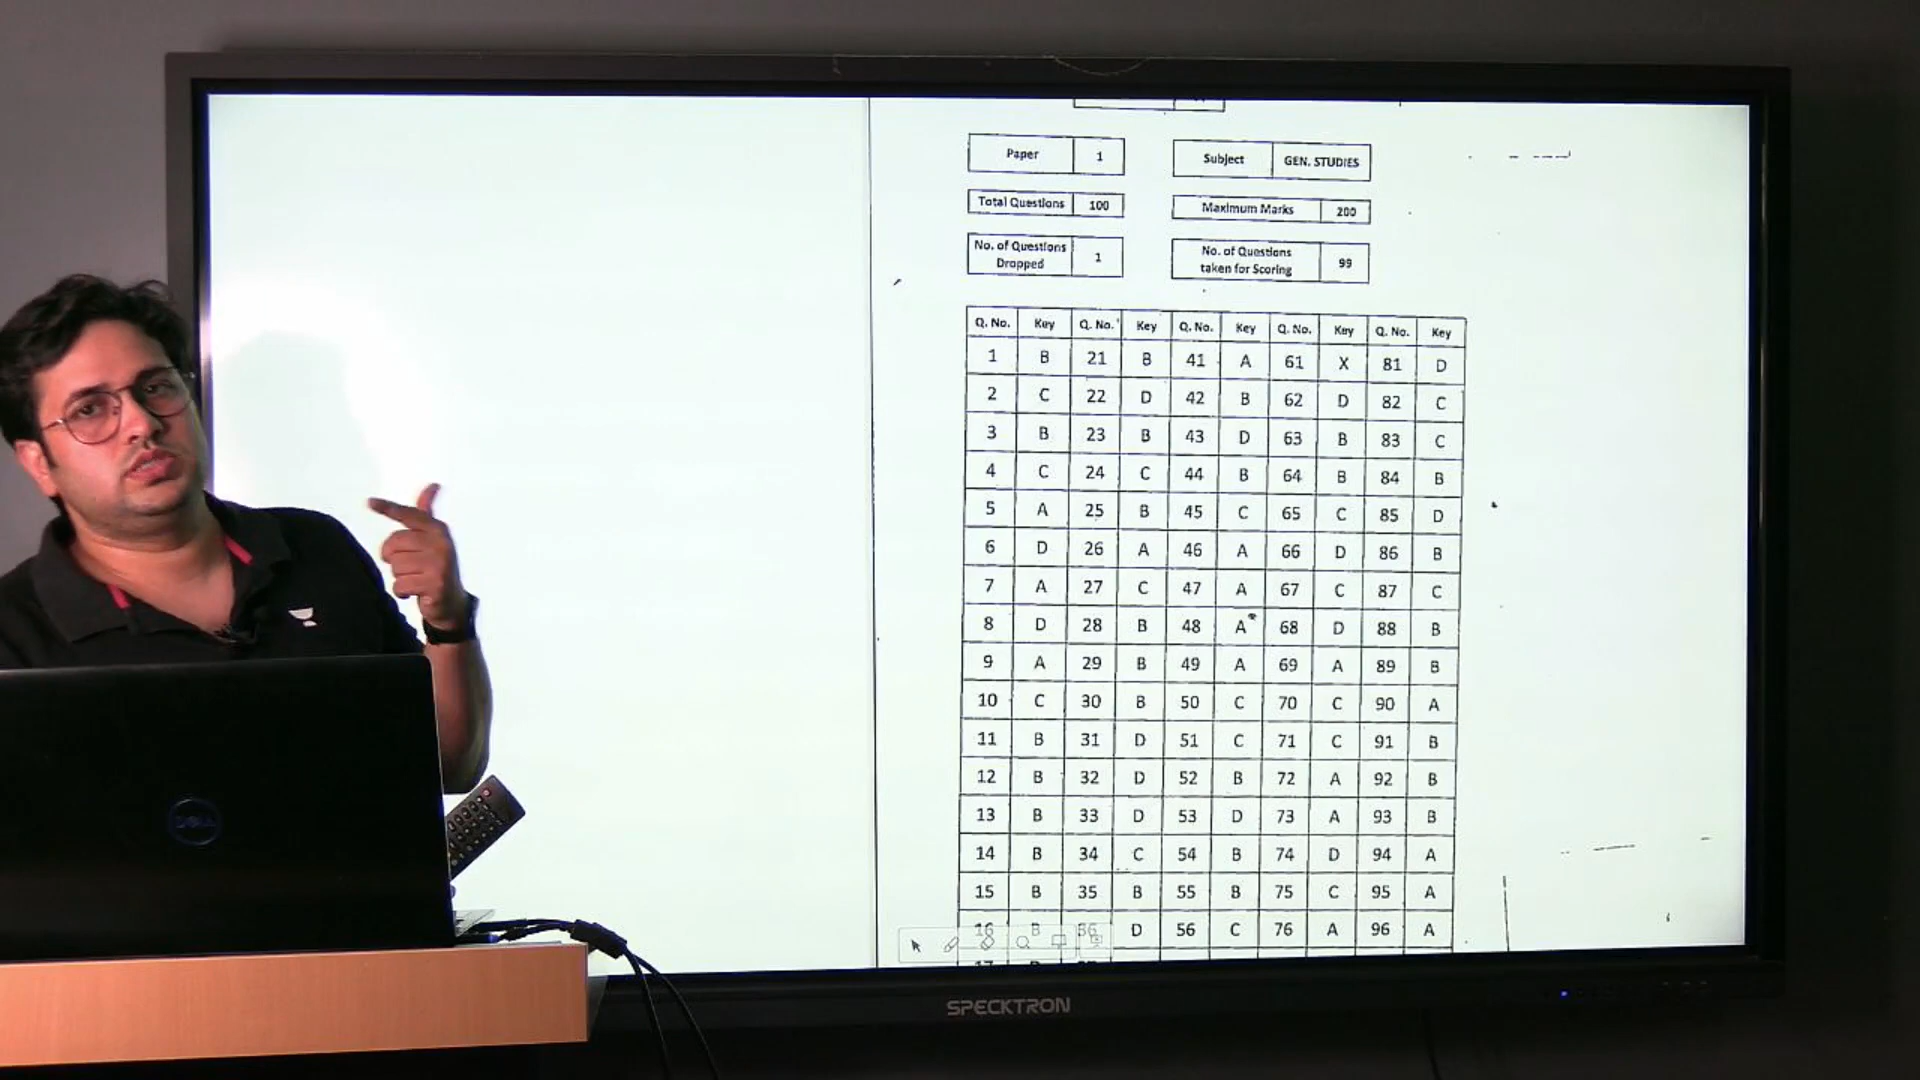 Paper 1 Subject GEN. STUDIES
Total Questions 100 Maximum Marks 200
No. of Questions Dropped 1 No. of Questions taken for Scoring 99
Q. No. Key Q. No. Key Q. No. Key Q. No. Key Q. No. Key
1 B 21 B 41 A 61 X 81 D
2 C 22 D 42 B 62 D 82 C
3 B 23 B 43 D 63 B 83 C
4 C 24 C 44 B 64 B 84 B
5 A 25 B 45 C 65 C 85 D
6 D 26 A 46 A 66 D 86 B
7 A 27 C 47 A 67 C 87 C
8 D 28 B 48 A 68 D 88 B
9 A 29 B 49 A 69 A 89 B
10 C 30 B 50 C 70 C 90 A
11 B 31 D 51 C 71 C 91 B
12 B 32 D 52 B 72 A 92 B
13 B 33 D 53 D 73 A 93 B
14 B 34 C 54 B 74 D 94 A
15 B 35 B 55 B 75 C 95 A
16 B 36 D 56 C 76 A 96 A
DELL
SPECKTRON